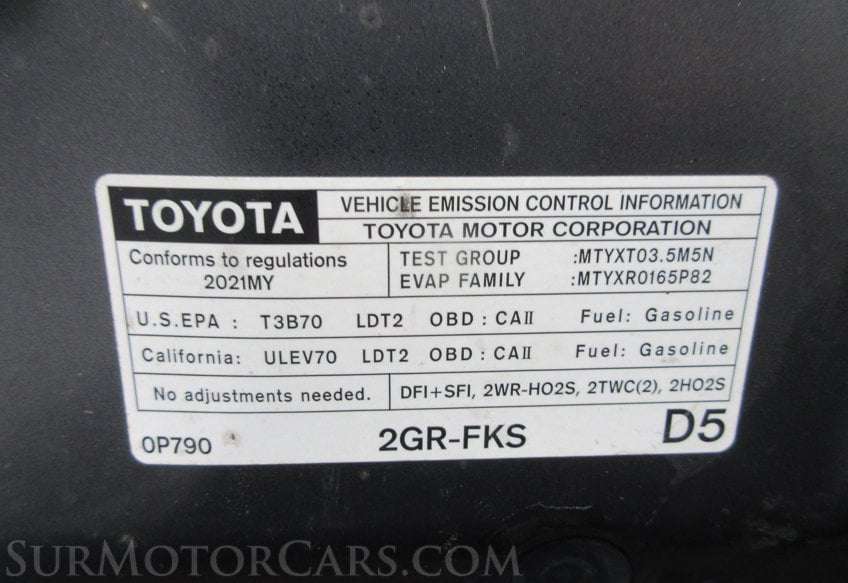 TOYOTA
VEHICLE EMISSION CONTROL INFORMATION
TOYOTA MOTOR CORPORATION
Conforms to regulations
2021MY
TEST GROUP :MTYXT03.5M5N
EVAP FAMILY :MTYXR0165P82
U.S.EPA : T3B70 LDT2 OBD : CAII Fuel: Gasoline
California: ULEV70 LDT2 OBD : CAII Fuel: Gasoline
No adjustments needed.
DFI+SFI, 2WR-HO2S, 2TWC(2), 2HO2S
0P790 2GR-FKS D5
SurMotorCars.com